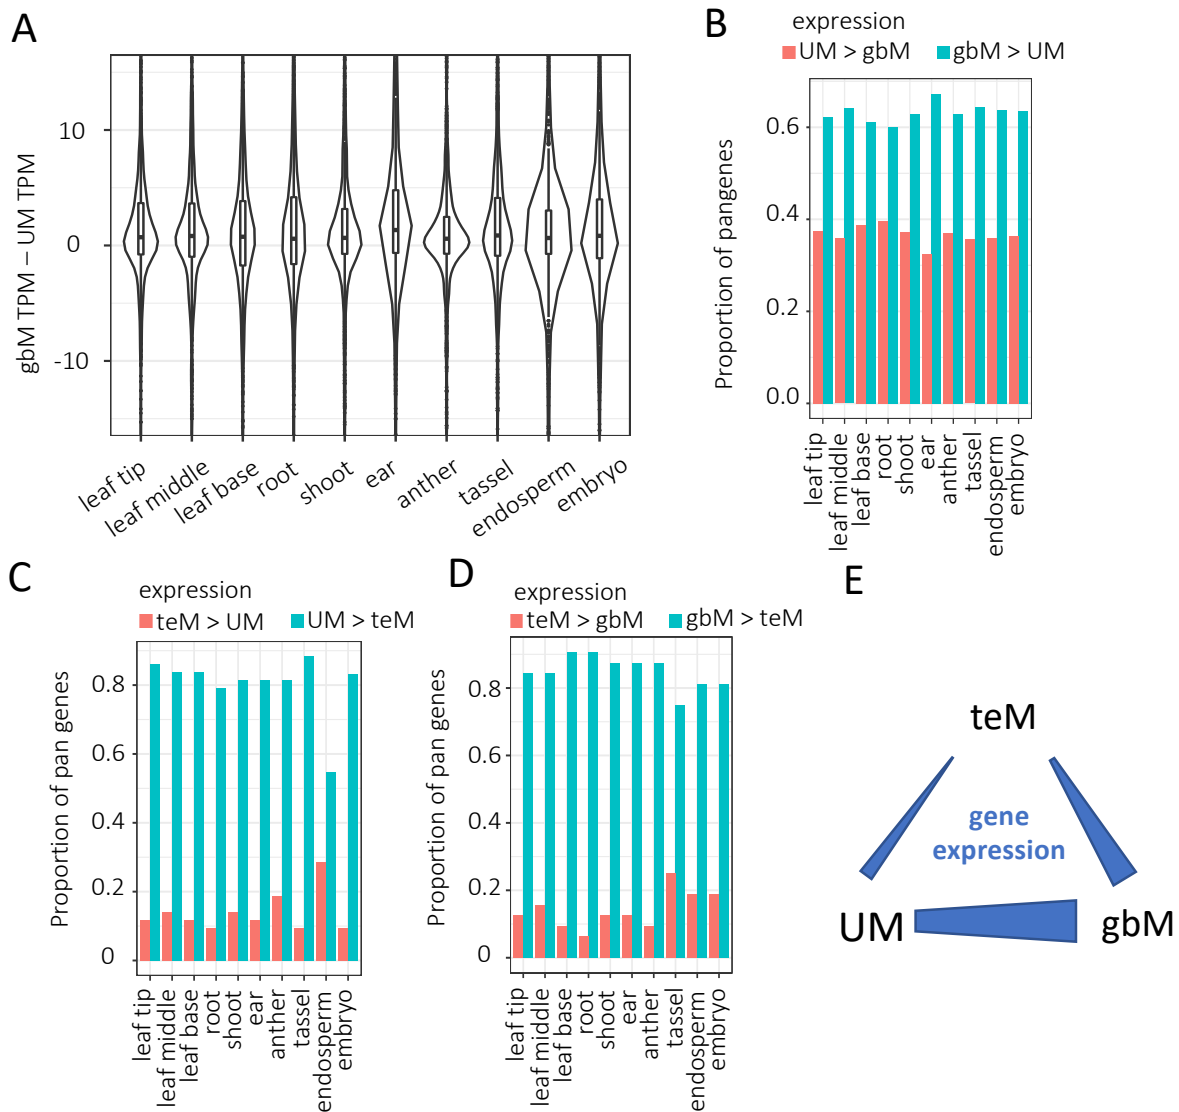 A
gbM TPM – UM TPM
10
0
-10
leaf tip
leaf middle
leaf base
root
shoot
ear
anther
tassel
endosperm
embryo
B
expression
UM > gbM
gbM > UM
Proportion of pangenes
0.6
0.4
0.2
0.0
leaf tip
leaf middle
leaf base
root
shoot
ear
anther
tassel
endosperm
embryo
C
expression
teM > UM
UM > teM
Proportion of pan genes
0.8
0.6
0.4
0.2
0
leaf tip
leaf middle
leaf base
root
shoot
ear
anther
tassel
endosperm
embryo
D
expression
teM > gbM
gbM > teM
Proportion of pan genes
0.8
0.6
0.4
0.2
0
leaf tip
leaf middle
leaf base
root
shoot
ear
anther
tassel
endosperm
embryo
E
teM
gene
expression
UM
gbM